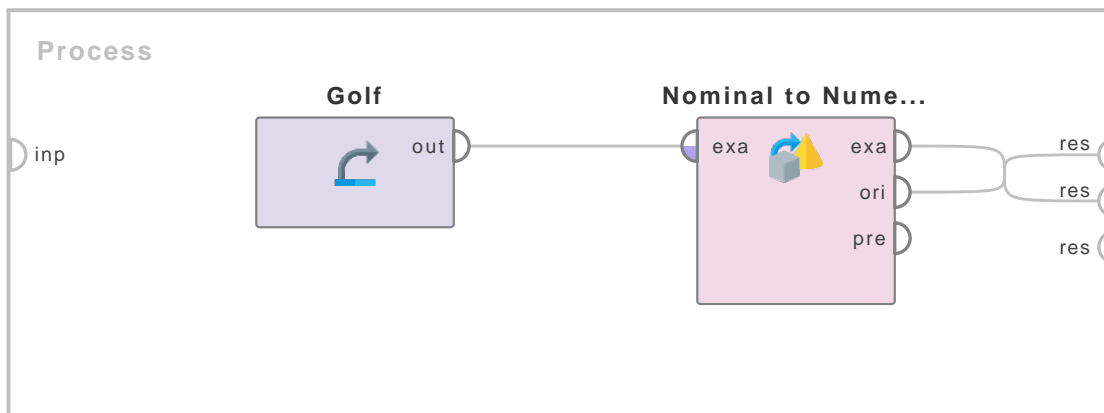 Process
Golf
Nominal to Nume...
inp
out
exa
exa
res
ori
res
pre
res